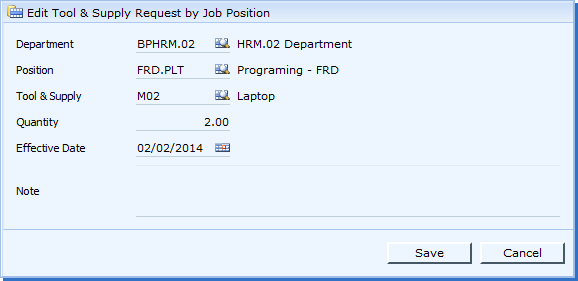 Edit Tool & Supply Request by Job Position
Department BPHRM.02 HRM.02 Department
Position FRD.PLT Programing - FRD
Tool & Supply M02 Laptop
Quantity 2.00
Effective Date 02/02/2014
Note
Save Cancel